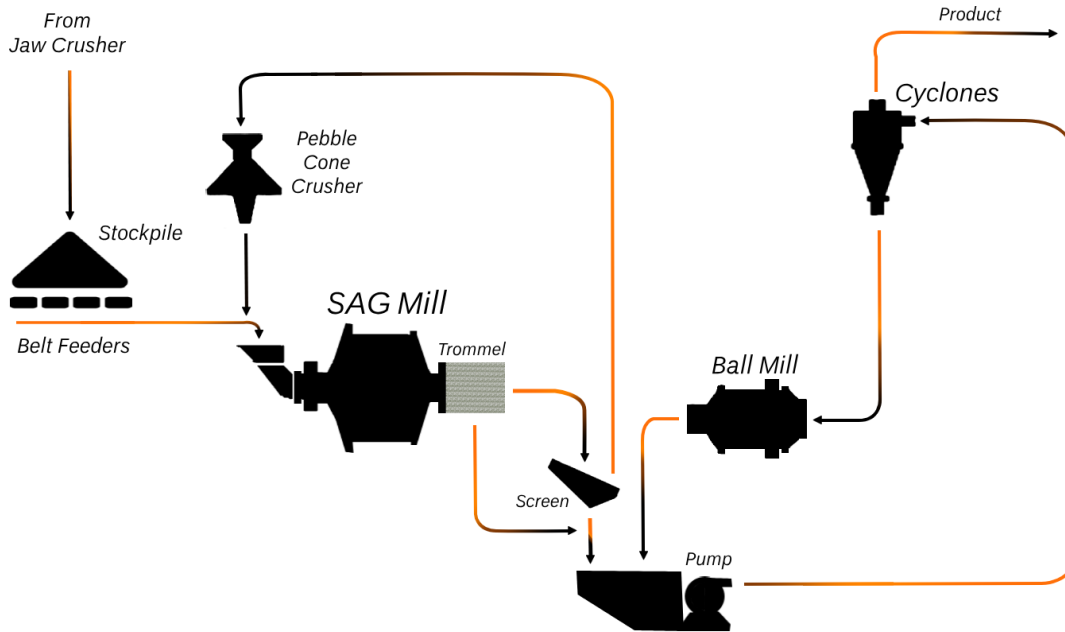 From
Jaw Crusher
Product
Cyclones
Pebble
Cone
Crusher
Stockpile
SAG Mill
Belt Feeders
Trommel
Ball Mill
Screen
Pump